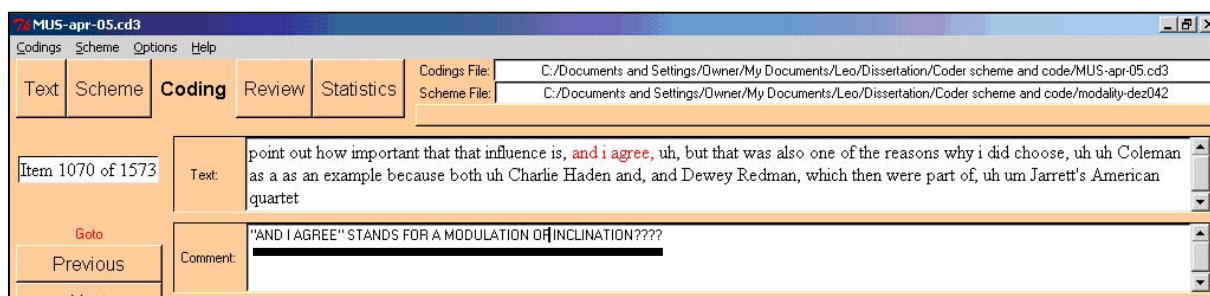 MUS-apr-05.cd3
Codings Scheme Options Help
Text Scheme Coding Review Statistics
Codings File: C:/Documents and Settings/Owner/My Documents/Leo/Dissertation/Coder scheme and code/MUS-apr-05.cd3
Scheme File: C:/Documents and Settings/Owner/My Documents/Leo/Dissertation/Coder scheme and code/modality-dez042
Item 1070 of 1573
Text:
point out how important that that influence is, and i agree, uh, but that was also one of the reasons why i did choose, uh uh Coleman
as a as an example because both uh Charlie Haden and, and Dewey Redman, which then were part of, uh um Jarrett's American
quartet
Goto
Previous
Comment:
"AND I AGREE" STANDS FOR A MODULATION OF INCLINATION????